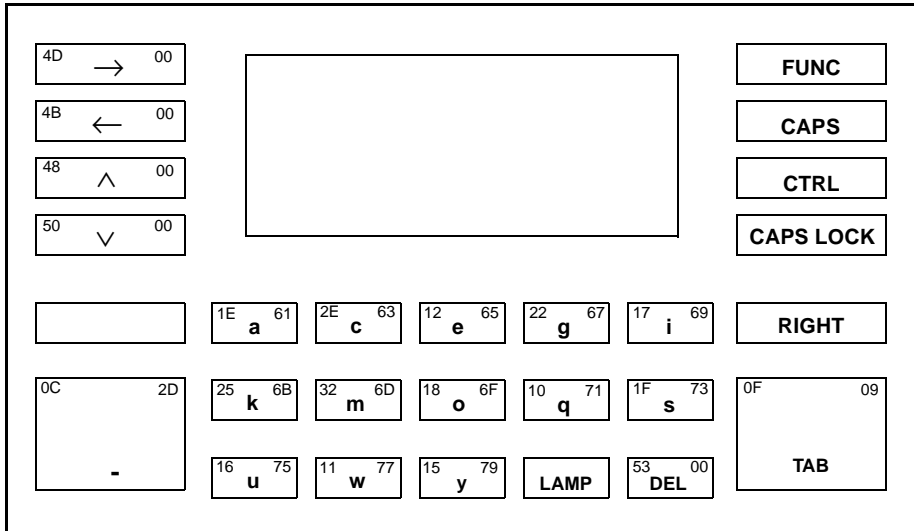 4D → 00
FUNC
4B ← 00
CAPS
48 ∧ 00
CTRL
50 ∨ 00
CAPS LOCK
1E a 61
2E c 63
12 e 65
22 g 67
17 i 69
RIGHT
0C 2D
-
25 k 6B
32 m 6D
18 o 6F
10 q 71
1F s 73
0F 09
TAB
16 u 75
11 w 77
15 y 79
LAMP
53 00
DEL